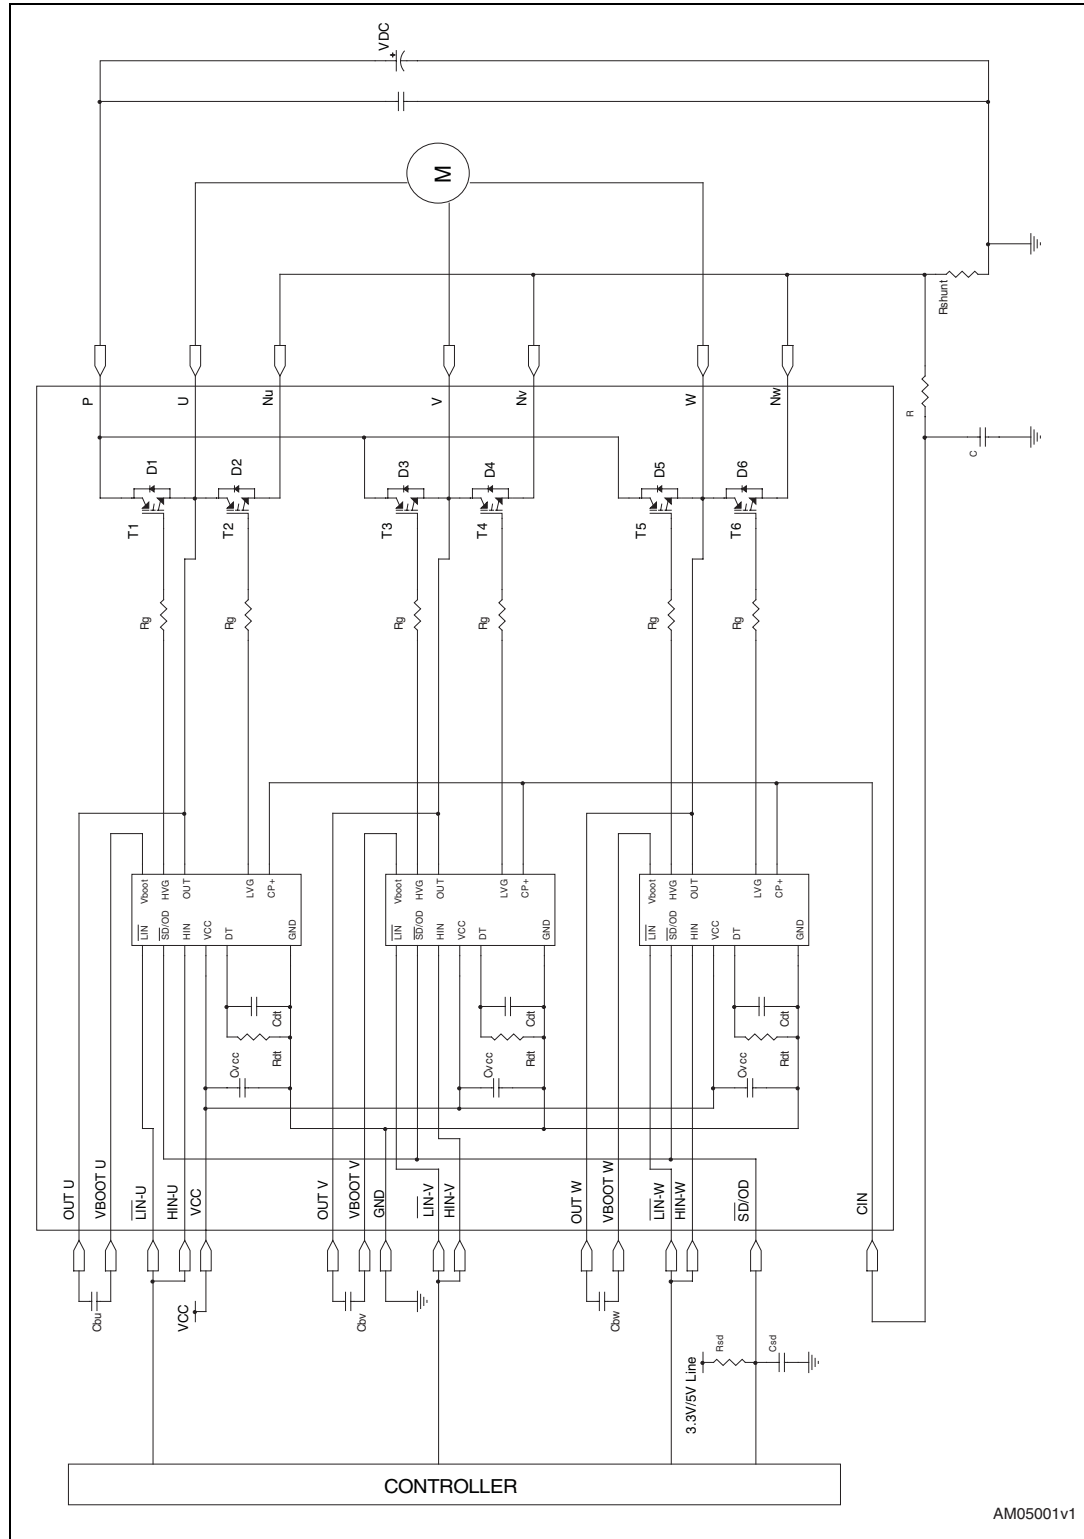 VDC
+
M
Rshunt
P
U
Nu
V
Nv
W
Nw
R
C
D1
D2
D3
D4
D5
D6
T1
T2
T3
T4
T5
T6
Rg
Rg
Rg
Rg
Rg
Rg
Vboot
HVG
OUT
LVG
CP+
LIN
SD/OD
HIN
VCC
DT
GND
Vboot
HVG
OUT
LVG
CP+
LIN
SD/OD
HIN
VCC
DT
GND
Vboot
HVG
OUT
LVG
CP+
LIN
SD/OD
HIN
VCC
DT
GND
Cdt
Rdt
Cvcc
Cdt
Rdt
Cvcc
Cdt
Rdt
Cvcc
OUT U
VBOOT U
LIN-U
HIN-U
VCC
OUT V
VBOOT V
GND
LIN-V
HIN-V
OUT W
VBOOT W
LIN-W
HIN-W
SD/OD
CIN
Cbu
VCC
Cbv
Cbw
3.3V/5V Line
Rsd
Csd
CONTROLLER
AM05001v1